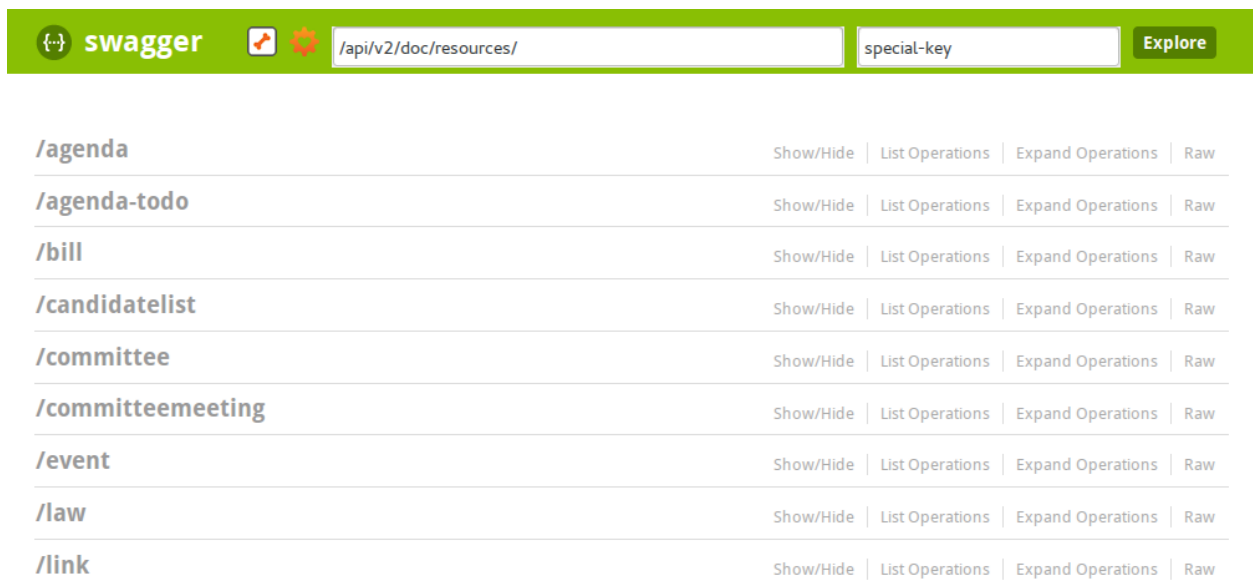 {··} swagger /api/v2/doc/resources/ special-key Explore
/agenda Show/Hide List Operations Expand Operations Raw
/agenda-todo Show/Hide List Operations Expand Operations Raw
/bill Show/Hide List Operations Expand Operations Raw
/candidatelist Show/Hide List Operations Expand Operations Raw
/committee Show/Hide List Operations Expand Operations Raw
/committeemeeting Show/Hide List Operations Expand Operations Raw
/event Show/Hide List Operations Expand Operations Raw
/law Show/Hide List Operations Expand Operations Raw
/link Show/Hide List Operations Expand Operations Raw